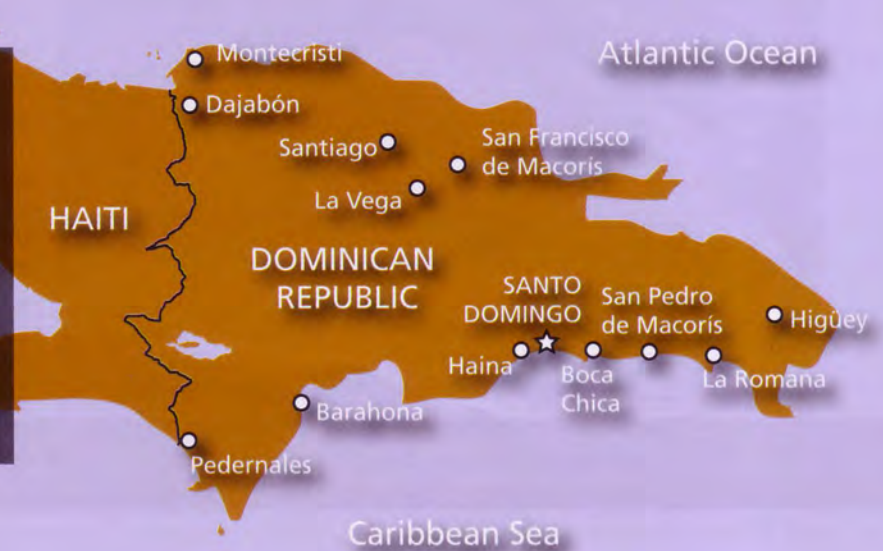 Montecristi
Atlantic Ocean
Dajabón
Santiago
San Francisco
de Macorís
La Vega
HAITI
DOMINICAN
REPUBLIC
SANTO
DOMINGO
San Pedro
de Macorís
Higüey
Haina
Boca
Chica
La Romana
Barahona
Pedernales
Caribbean Sea